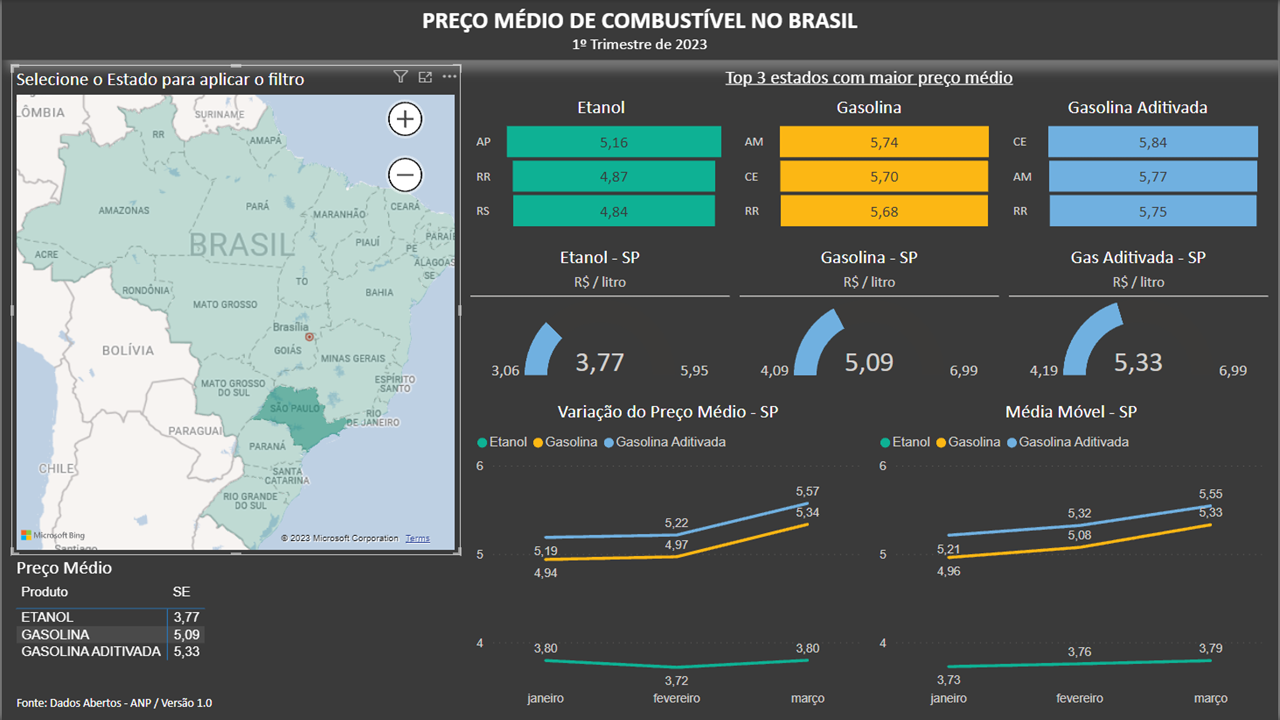 PREÇO MÉDIO DE COMBUSTÍVEL NO BRASIL
1º Trimestre de 2023
Selecione o Estado para aplicar o filtro
LÔMBIA
SURINAME
RR
AMAPÁ
AMAZONAS
PARÁ
MARANHÃO
CEARÁ
BRASIL
PIAUÍ
PARAÍB
PE
ACRE
ALAGOAS
SE
TO
RONDÔNIA
MATO GROSSO
BAHIA
Brasília
GOIÁS
BOLÍVIA
MINAS GERAIS
MATO GROSSO
DO SUL
ESPÍRITO
SANTO
SÃO PAULO
RIO
DE JANEIRO
PARAGUAI
PARANÁ
CHILE
SANTA
CATARINA
RIO GRANDE
DO SUL
Microsoft Bing
© 2023 Microsoft Corporation Terms
Santiago
Preço Médio
Produto SE
ETANOL 3,77
GASOLINA 5,09
GASOLINA ADITIVADA 5,33
Fonte: Dados Abertos - ANP / Versão 1.0
Top 3 estados com maior preço médio
Etanol
AP 5,16
RR 4,87
RS 4,84
Gasolina
AM 5,74
CE 5,70
RR 5,68
Gasolina Aditivada
CE 5,84
AM 5,77
RR 5,75
Etanol - SP
R$ / litro
3,06 3,77 5,95
Gasolina - SP
R$ / litro
4,09 5,09 6,99
Gas Aditivada - SP
R$ / litro
4,19 5,33 6,99
Variação do Preço Médio - SP
Etanol Gasolina Gasolina Aditivada
6
5,57
5,34
5,22
4,97
5
5,19
4,94
4
3,80
3,72
3,80
janeiro fevereiro março
Média Móvel - SP
Etanol Gasolina Gasolina Aditivada
6
5,55
5,33
5,32
5,08
5
5,21
4,96
4
3,73
3,76
3,79
janeiro fevereiro março